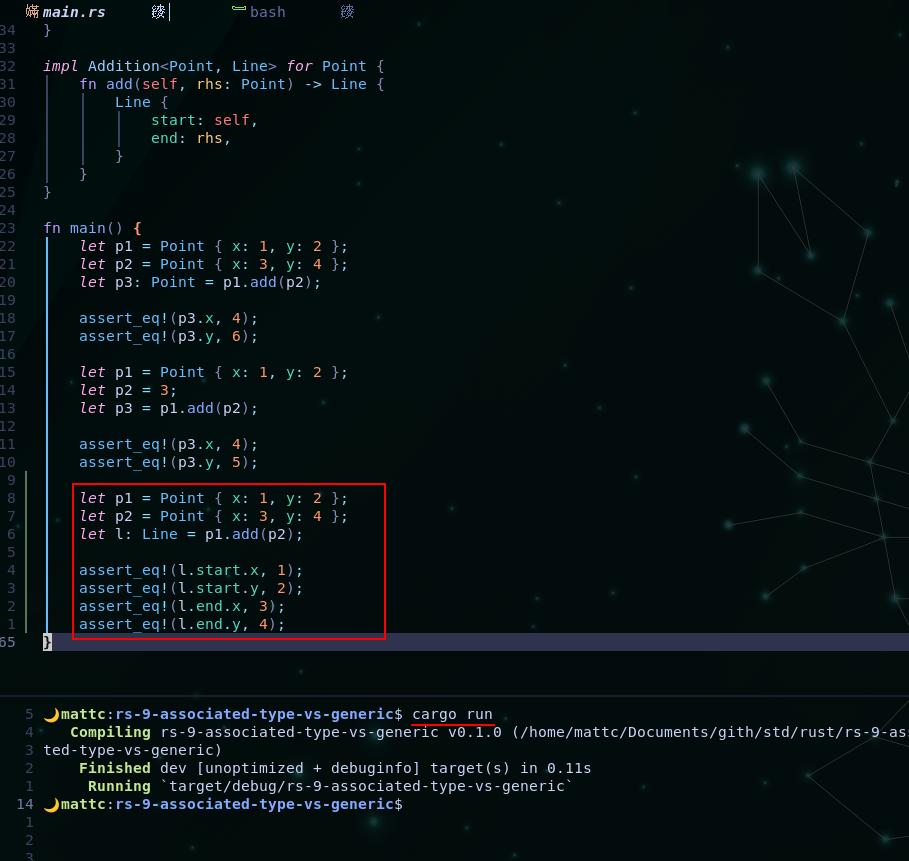 main.rs bash
34 }
33
32 impl Addition<Point, Line> for Point {
31     fn add(self, rhs: Point) -> Line {
30         Line {
29             start: self,
28             end: rhs,
27         }
26     }
25 }
24
23 fn main() {
22     let p1 = Point { x: 1, y: 2 };
21     let p2 = Point { x: 3, y: 4 };
20     let p3: Point = p1.add(p2);
19
18     assert_eq!(p3.x, 4);
17     assert_eq!(p3.y, 6);
16
15     let p1 = Point { x: 1, y: 2 };
14     let p2 = 3;
13     let p3 = p1.add(p2);
12
11     assert_eq!(p3.x, 4);
10     assert_eq!(p3.y, 5);
9
8     let p1 = Point { x: 1, y: 2 };
7     let p2 = Point { x: 3, y: 4 };
6     let l: Line = p1.add(p2);
5
4     assert_eq!(l.start.x, 1);
3     assert_eq!(l.start.y, 2);
2     assert_eq!(l.end.x, 3);
1     assert_eq!(l.end.y, 4);
65 }
5 🌙mattc:rs-9-associated-type-vs-generic$ cargo run
4    Compiling rs-9-associated-type-vs-generic v0.1.0 (/home/mattc/Documents/gith/std/rust/rs-9-ass
3 ted-type-vs-generic)
2     Finished dev [unoptimized + debuginfo] target(s) in 0.11s
1      Running `target/debug/rs-9-associated-type-vs-generic`
14 🌙mattc:rs-9-associated-type-vs-generic$
1
2
3